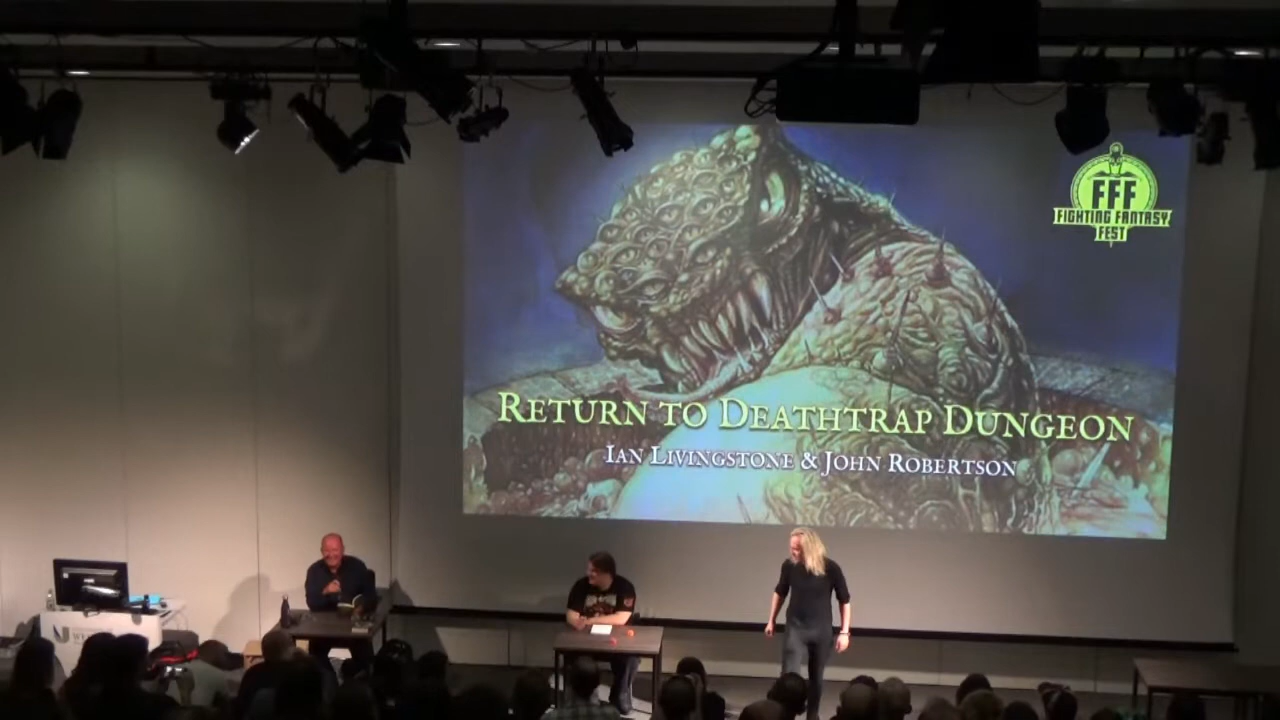 FFF
FIGHTING FANTASY
FEST
RETURN TO DEATHTRAP DUNGEON
IAN LIVINGSTONE & JOHN ROBERTSON